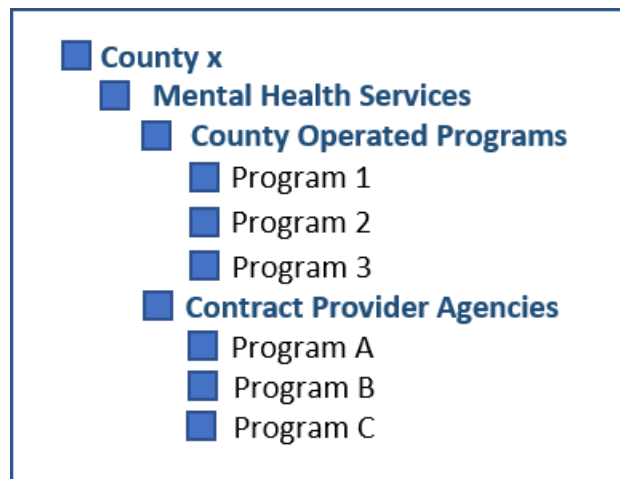 County x
Mental Health Services
County Operated Programs
Program 1
Program 2
Program 3
Contract Provider Agencies
Program A
Program B
Program C